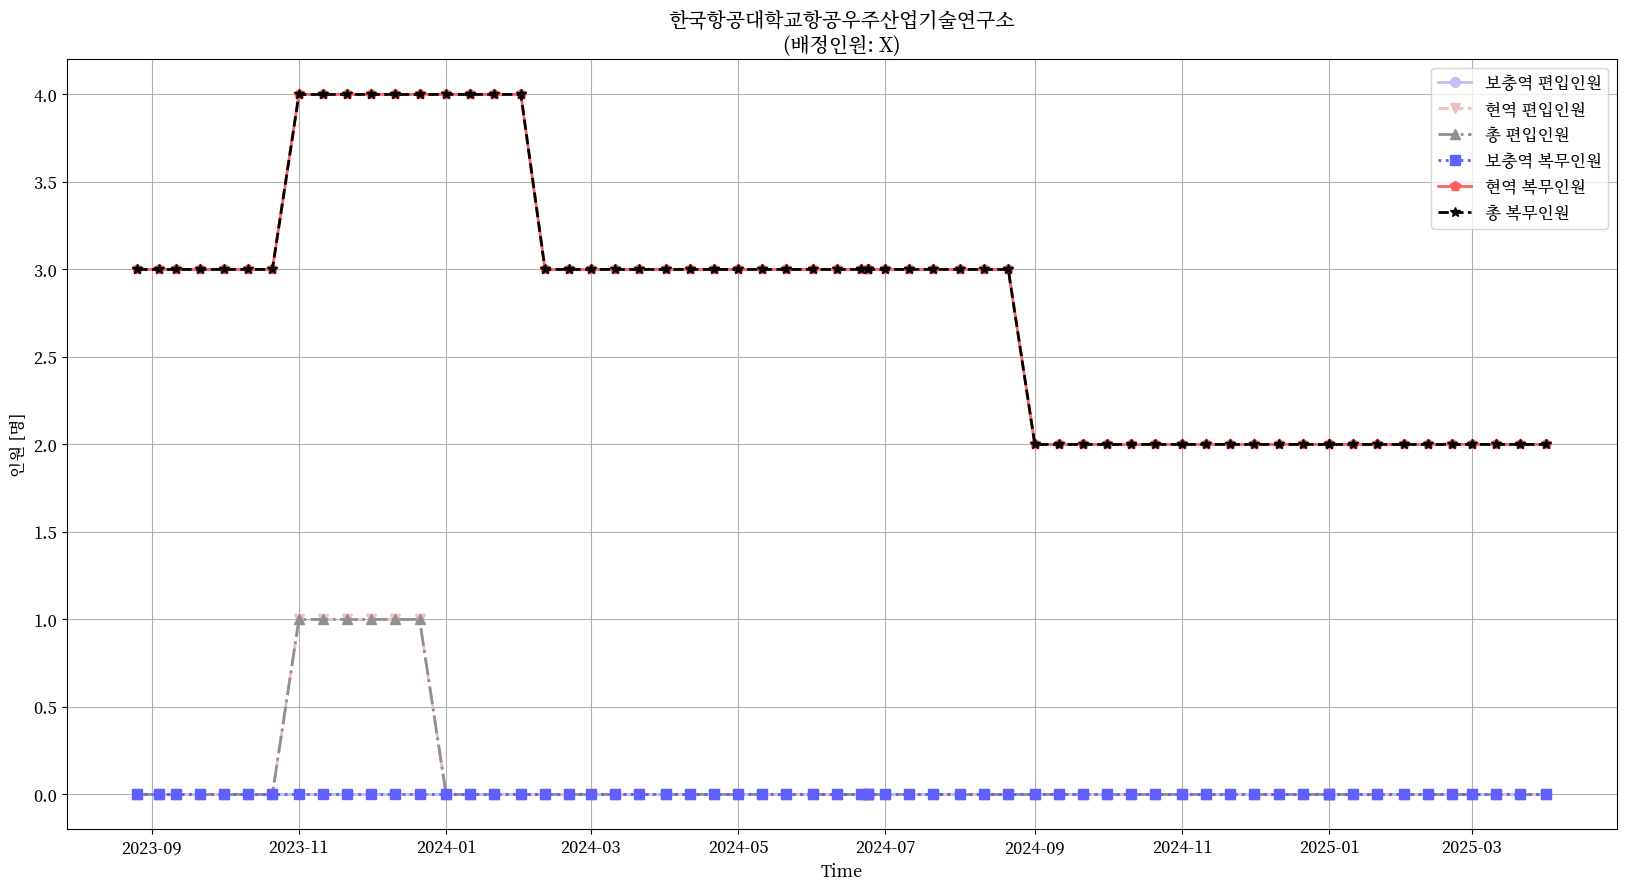 한국항공대학교항공우주산업기술연구소
(배정인원: X)
보충역 편입인원
현역 편입인원
총 편입인원
보충역 복무인원
현역 복무인원
총 복무인원
인원 [명]
4.0
3.5
3.0
2.5
2.0
1.5
1.0
0.5
0.0
2023-09
2023-11
2024-01
2024-03
2024-05
2024-07
2024-09
2024-11
2025-01
2025-03
Time